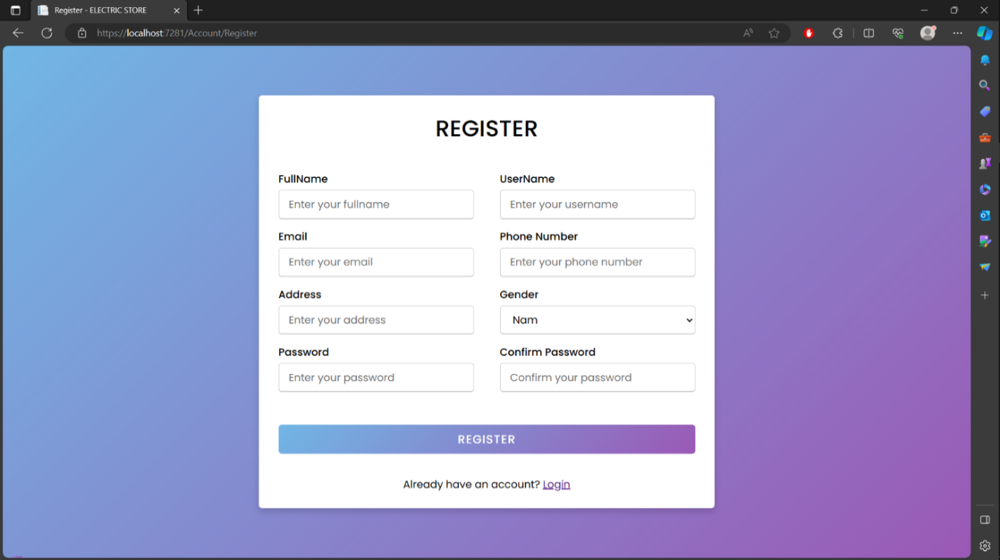 Register - ELECTRIC STORE
https://localhost:7281/Account/Register
REGISTER
FullName UserName
Enter your fullname Enter your username
Email Phone Number
Enter your email Enter your phone number
Address Gender
Enter your address Nam
Password Confirm Password
Enter your password Confirm your password
REGISTER
Already have an account? Login